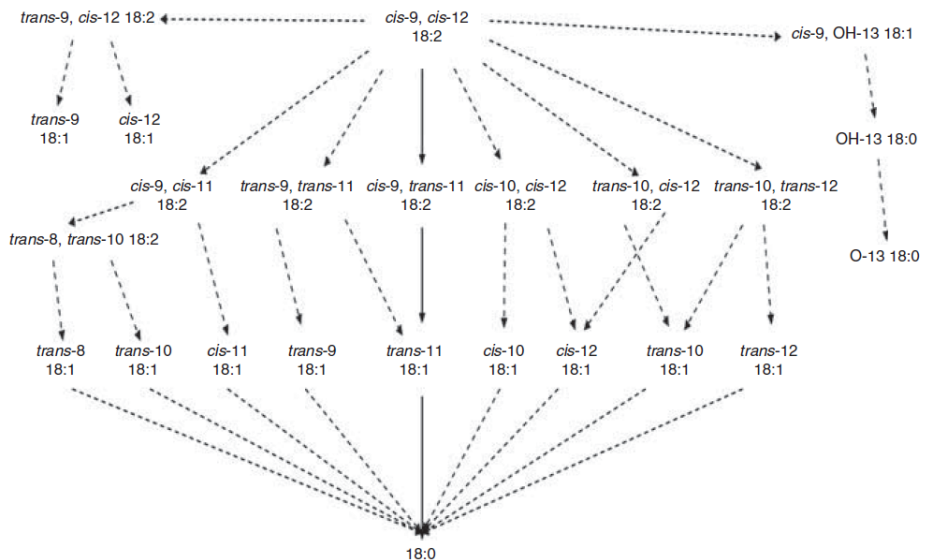 trans-9, cis-12 18:2
cis-9, cis-12
18:2
cis-9, OH-13 18:1
trans-9
18:1
cis-12
18:1
OH-13 18:0
cis-9, cis-11
18:2
trans-9, trans-11
18:2
cis-9, trans-11
18:2
cis-10, cis-12
18:2
trans-10, cis-12
18:2
trans-10, trans-12
18:2
trans-8, trans-10 18:2
O-13 18:0
trans-8
18:1
trans-10
18:1
cis-11
18:1
trans-9
18:1
trans-11
18:1
cis-10
18:1
cis-12
18:1
trans-10
18:1
trans-12
18:1
18:0